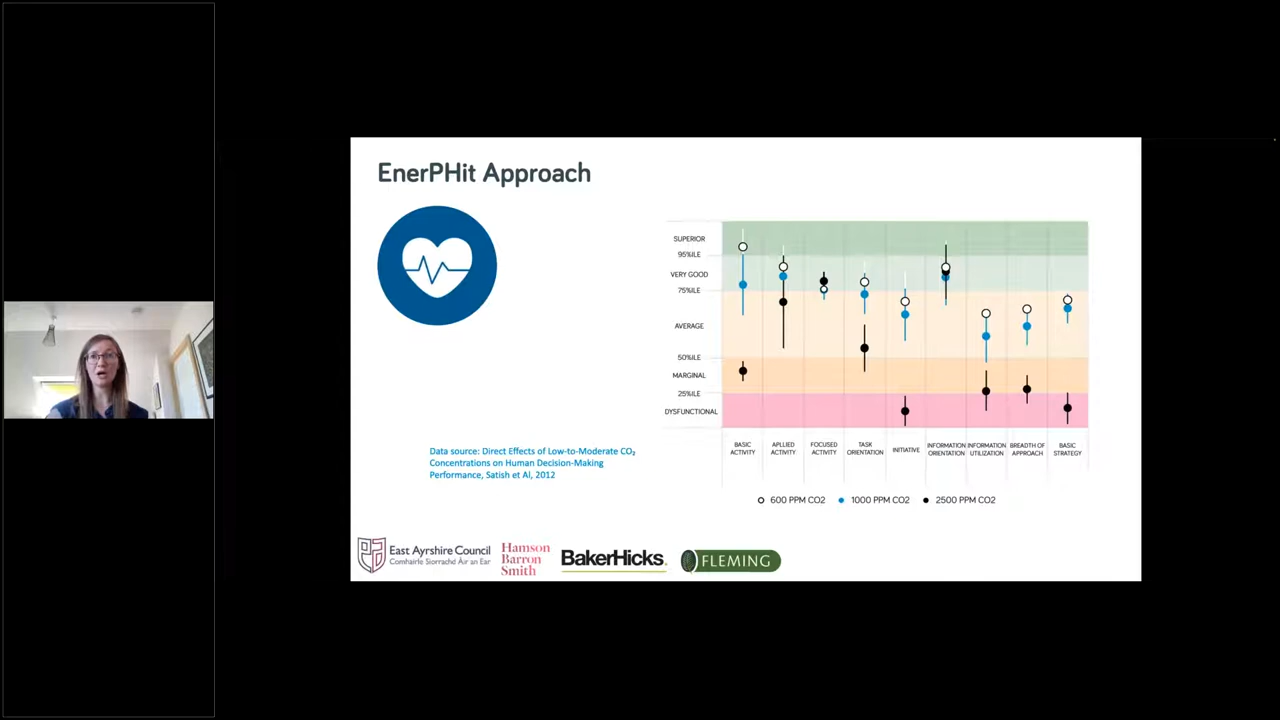 EnerPHit Approach
SUPERIOR
95%ILE
VERY GOOD
75%ILE
AVERAGE
50%ILE
MARGINAL
25%ILE
DYSFUNCTIONAL
BASIC
ACTIVITY
APLLIED
ACTIVITY
FOCUSED
ACTIVITY
TASK
ORIENTATION
INITIATIVE
INFORMATION
ORIENTATION
INFORMATION
UTILIZATION
BREADTH OF
APPROACH
BASIC
STRATEGY
600 PPM CO2
1000 PPM CO2
2500 PPM CO2
Data source: Direct Effects of Low-to-Moderate CO₂
Concentrations on Human Decision-Making
Performance, Satish et Al, 2012
East Ayrshire Council
Comhairle Siorrachd Àir an Ear
Hamson
Barron
Smith
BakerHicks.
FLEMING